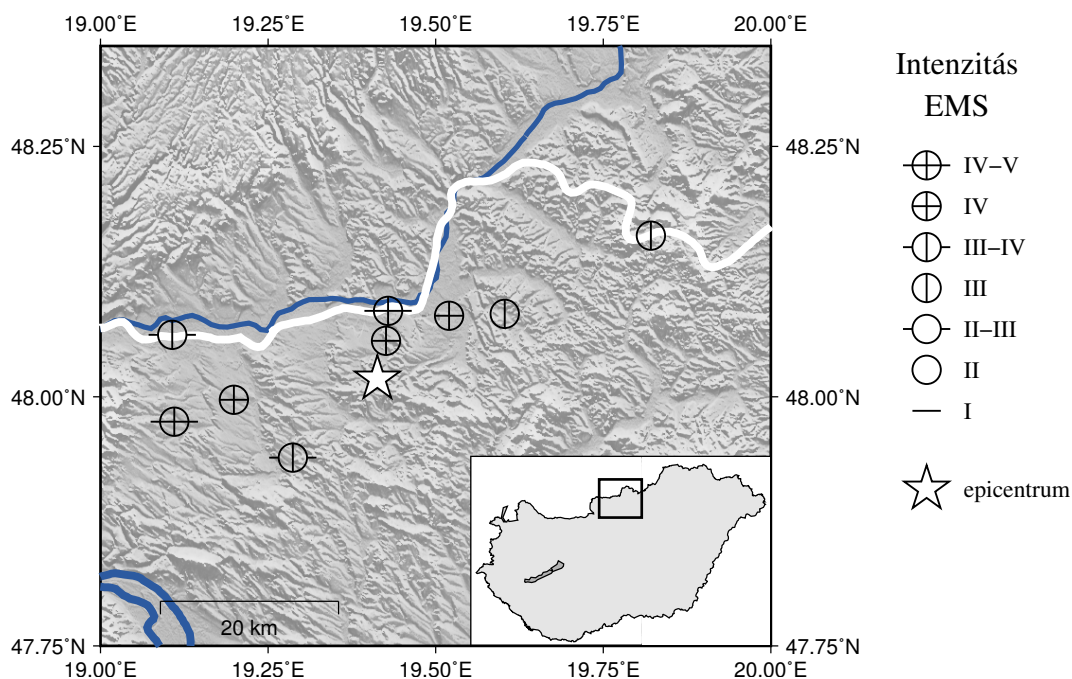 19.00°E 19.25°E 19.50°E 19.75°E 20.00°E
48.25°N 48.25°N
48.00°N 48.00°N
47.75°N 47.75°N
20 km
19.00°E 19.25°E 19.50°E 19.75°E 20.00°E
Intenzitás
EMS
IV–V
IV
III–IV
III
II–III
II
I
epicentrum